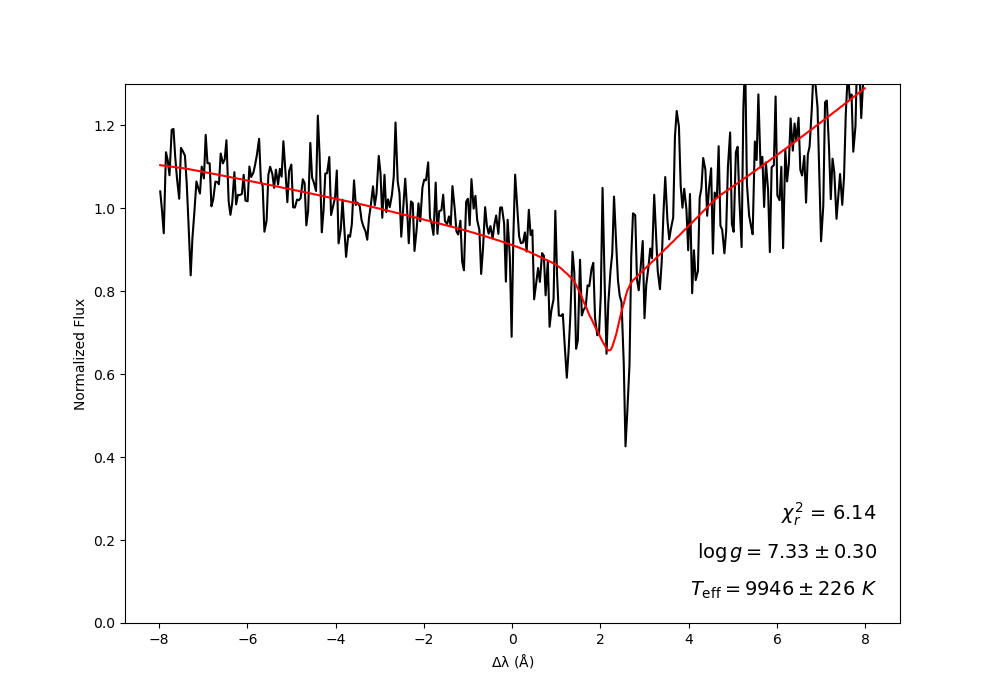 1.2
1.0
0.8
0.6
0.4
0.2
0.0
Normalized Flux
χ²ᵣ = 6.14
log g = 7.33 ± 0.30
T_eff = 9946 ± 226 K
−8 −6 −4 −2 0 2 4 6 8
Δλ (Å)